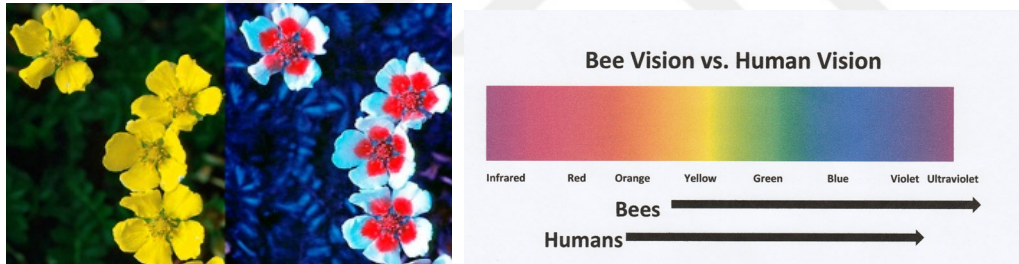 Bee Vision vs. Human Vision
Infrared Red Orange Yellow Green Blue Violet Ultraviolet
Bees
Humans